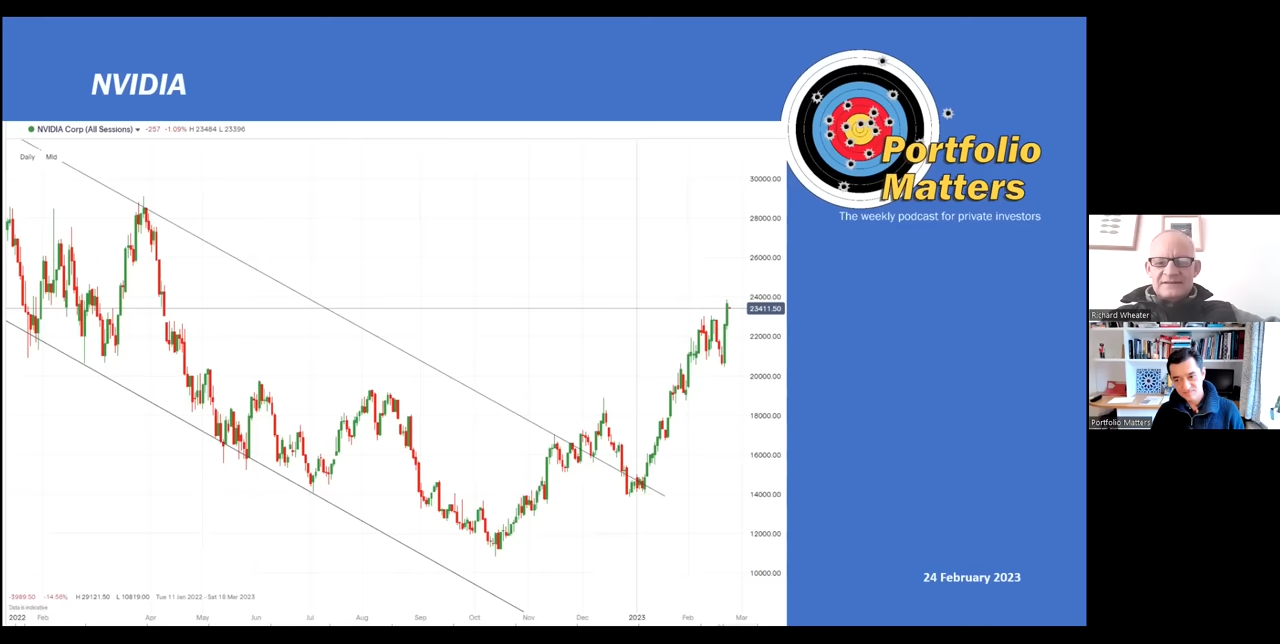 NVIDIA
NVIDIA Corp (All Sessions) -257 -1.09% H 23484 L 23396
Daily Mid
30000.00
28000.00
26000.00
24000.00
23411.50
22000.00
20000.00
18000.00
16000.00
14000.00
12000.00
10000.00
-3989.50 -14.56% H 29121.50 L 10819.00 Tue 11 Jan 2022 - Sat 18 Mar 2023
Data is indicative
2022 Feb Apr May Jun Jul Aug Sep Oct Nov Dec 2023 Feb Mar
Portfolio
Matters
The weekly podcast for private investors
24 February 2023
Richard Wheater
Portfolio Matters